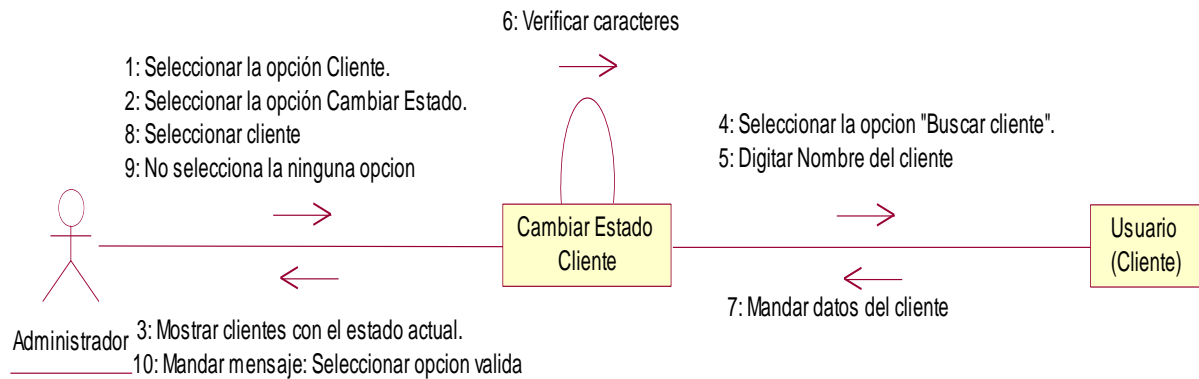 6: Verificar caracteres
1: Seleccionar la opción Cliente.
2: Seleccionar la opción Cambiar Estado.
8: Seleccionar cliente
9: No selecciona la ninguna opcion
4: Seleccionar la opcion "Buscar cliente".
5: Digitar Nombre del cliente
Cambiar Estado
Cliente
Usuario
(Cliente)
7: Mandar datos del cliente
Administrador
3: Mostrar clientes con el estado actual.
10: Mandar mensaje: Seleccionar opcion valida